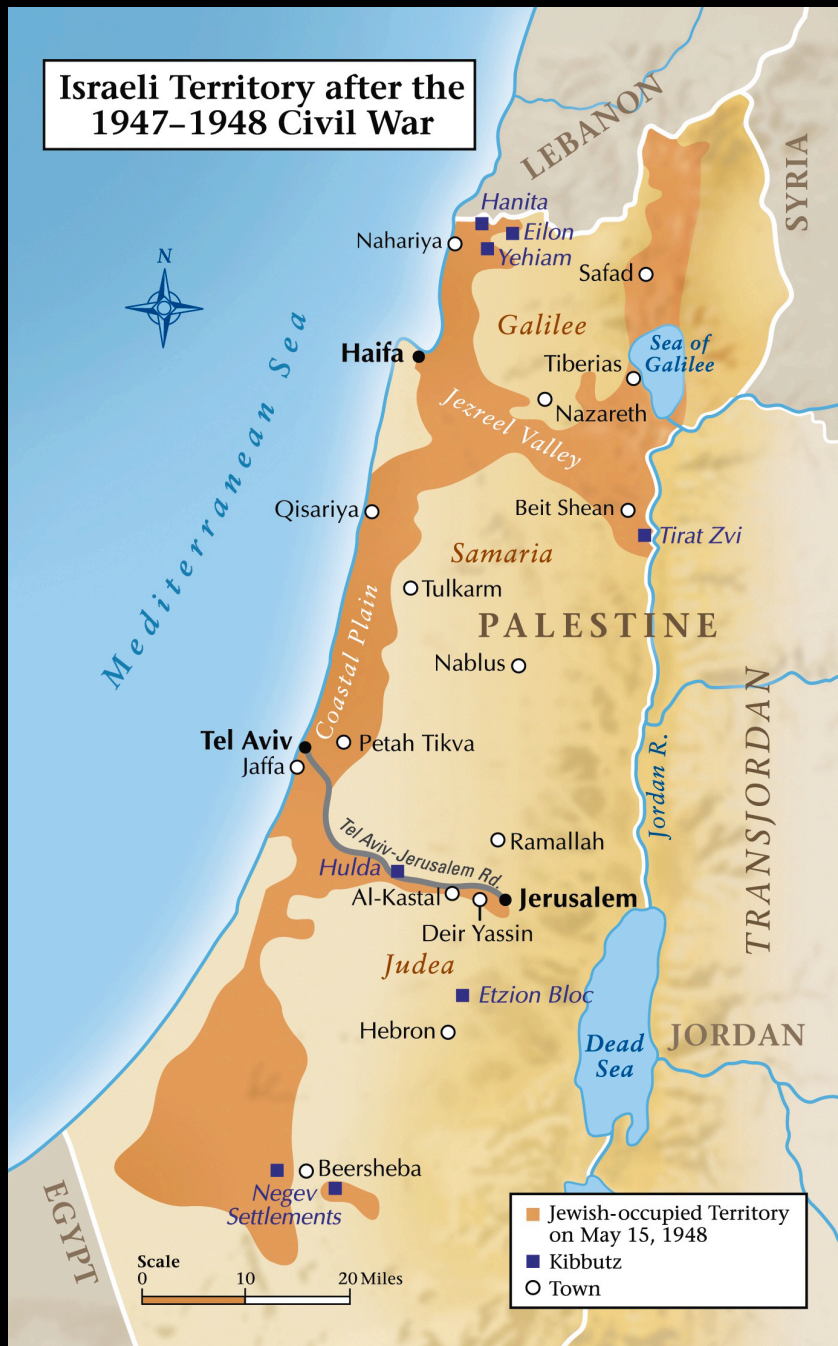 Israeli Territory after the
1947–1948 Civil War
LEBANON
SYRIA
Hanita
Eilon
Yehiam
Nahariya
Safad
N
Galilee
Sea of
Galilee
Haifa
Tiberias
Nazareth
Jezreel Valley
Mediterranean Sea
Qisariya
Beit Shean
Tirat Zvi
Samaria
Tulkarm
PALESTINE
Coastal Plain
Nablus
TRANSJORDAN
Tel Aviv
Petah Tikva
Jaffa
Jordan R.
Tel Aviv-Jerusalem Rd.
Ramallah
Hulda
Al-Kastal
Jerusalem
Deir Yassin
Judea
Etzion Bloc
Hebron
Dead
Sea
JORDAN
Beersheba
Negev
Settlements
EGYPT
Scale
0 10 20 Miles
Jewish-occupied Territory
on May 15, 1948
Kibbutz
Town